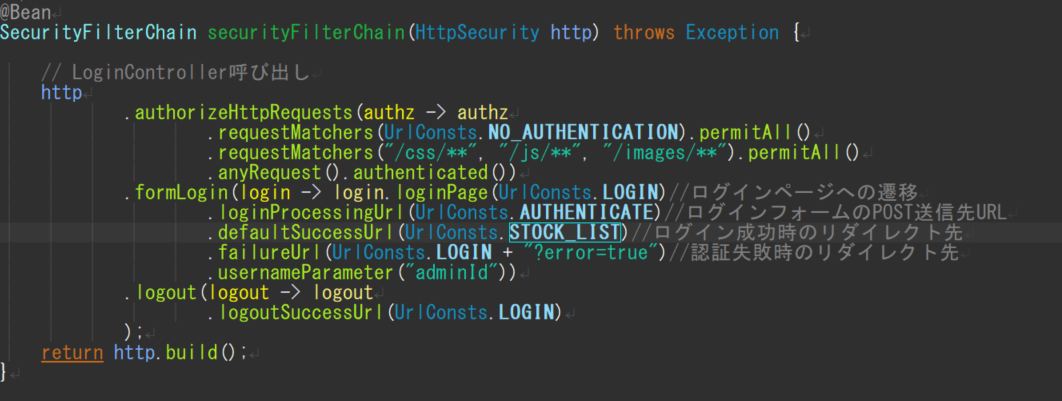 @Bean
SecurityFilterChain securityFilterChain(HttpSecurity http) throws Exception {
// LoginController呼び出し
http
.authorizeHttpRequests(authz -> authz
.requestMatchers(UrlConsts.NO_AUTHENTICATION).permitAll()
.requestMatchers("/css/**", "/js/**", "/images/**").permitAll()
.anyRequest().authenticated())
.formLogin(login -> login.loginPage(UrlConsts.LOGIN)//ログインページへの遷移
.loginProcessingUrl(UrlConsts.AUTHENTICATE)//ログインフォームのPOST送信先URL
.defaultSuccessUrl(UrlConsts.STOCK_LIST)//ログイン成功時のリダイレクト先
.failureUrl(UrlConsts.LOGIN + "?error=true")//認証失敗時のリダイレクト先
.usernameParameter("adminId"))
.logout(logout -> logout
.logoutSuccessUrl(UrlConsts.LOGIN)
);
return http.build();
}